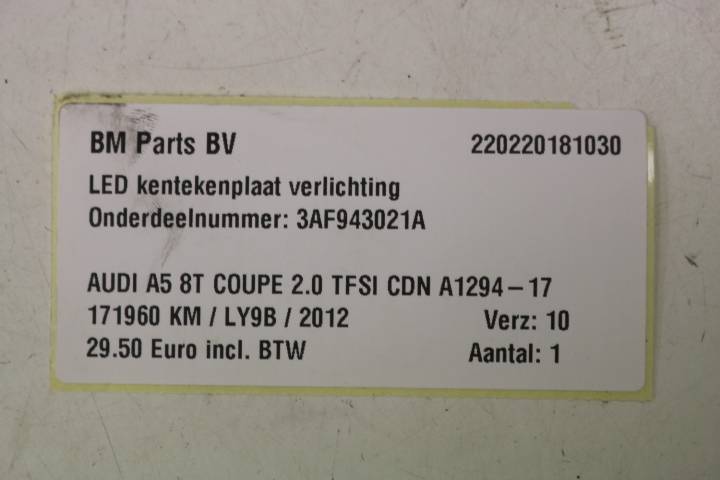 BM Parts BV 220220181030
LED kentekenplaat verlichting
Onderdeelnummer: 3AF943021A
AUDI A5 8T COUPE 2.0 TFSI CDN A1294-17
171960 KM / LY9B / 2012 Verz: 10
29.50 Euro incl. BTW Aantal: 1